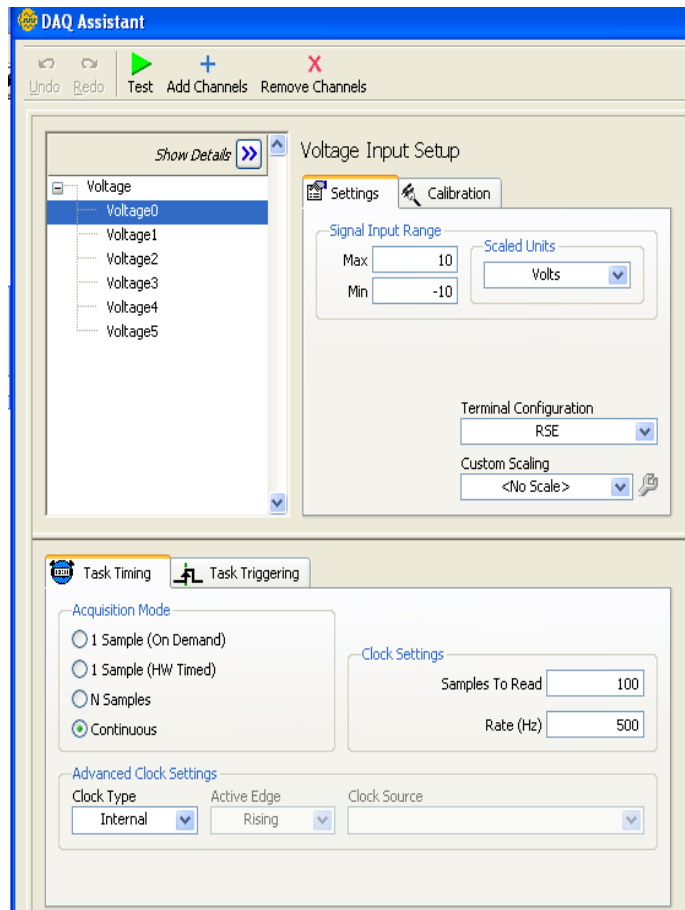 DAQ Assistant
Undo Redo Test Add Channels Remove Channels
Show Details
Voltage
Voltage0
Voltage1
Voltage2
Voltage3
Voltage4
Voltage5
Voltage Input Setup
Settings Calibration
Signal Input Range
Max 10
Min -10
Scaled Units
Volts
Terminal Configuration
RSE
Custom Scaling
<No Scale>
Task Timing Task Triggering
Acquisition Mode
1 Sample (On Demand)
1 Sample (HW Timed)
N Samples
Continuous
Clock Settings
Samples To Read 100
Rate (Hz) 500
Advanced Clock Settings
Clock Type Active Edge Clock Source
Internal Rising